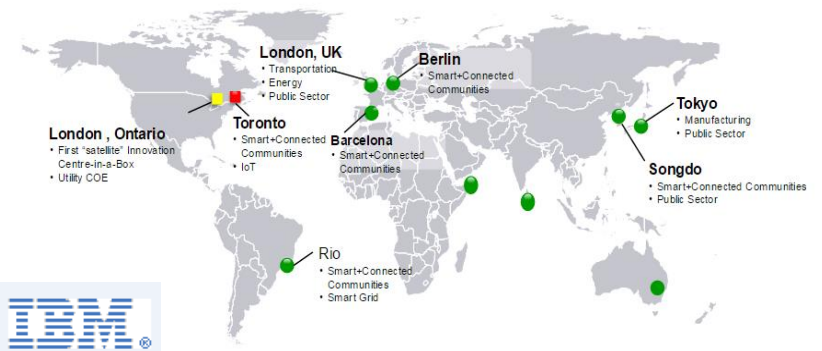 London, UK
• Transportation
• Energy
• Public Sector
Berlin
• Smart+Connected
Communities
London , Ontario
• First "satellite" Innovation
Centre-in-a-Box
• Utility COE
Toronto
• Smart+Connected
Communities
• IoT
Barcelona
• Smart+Connected
Communities
Tokyo
• Manufacturing
• Public Sector
Songdo
• Smart+Connected Communities
• Public Sector
Rio
• Smart+Connected
Communities
• Smart Grid
IBM®